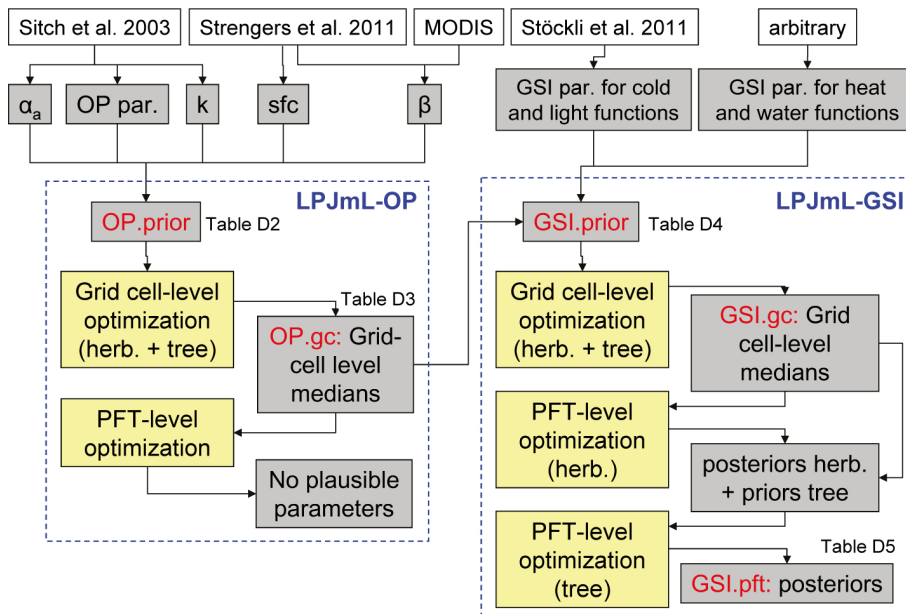 Sitch et al. 2003
Strengers et al. 2011
MODIS
Stöckli et al. 2011
arbitrary
αa
OP par.
k
sfc
β
GSI par. for cold
and light functions
GSI par. for heat
and water functions
LPJmL-OP
OP.prior
Table D2
Grid cell-level
optimization
(herb. + tree)
Table D3
OP.gc: Grid-
cell level
medians
PFT-level
optimization
No plausible
parameters
LPJmL-GSI
GSI.prior
Table D4
Grid cell-level
optimization
(herb. + tree)
GSI.gc: Grid
cell-level
medians
PFT-level
optimization
(herb.)
posteriors herb.
+ priors tree
PFT-level
optimization
(tree)
Table D5
GSI.pft: posteriors